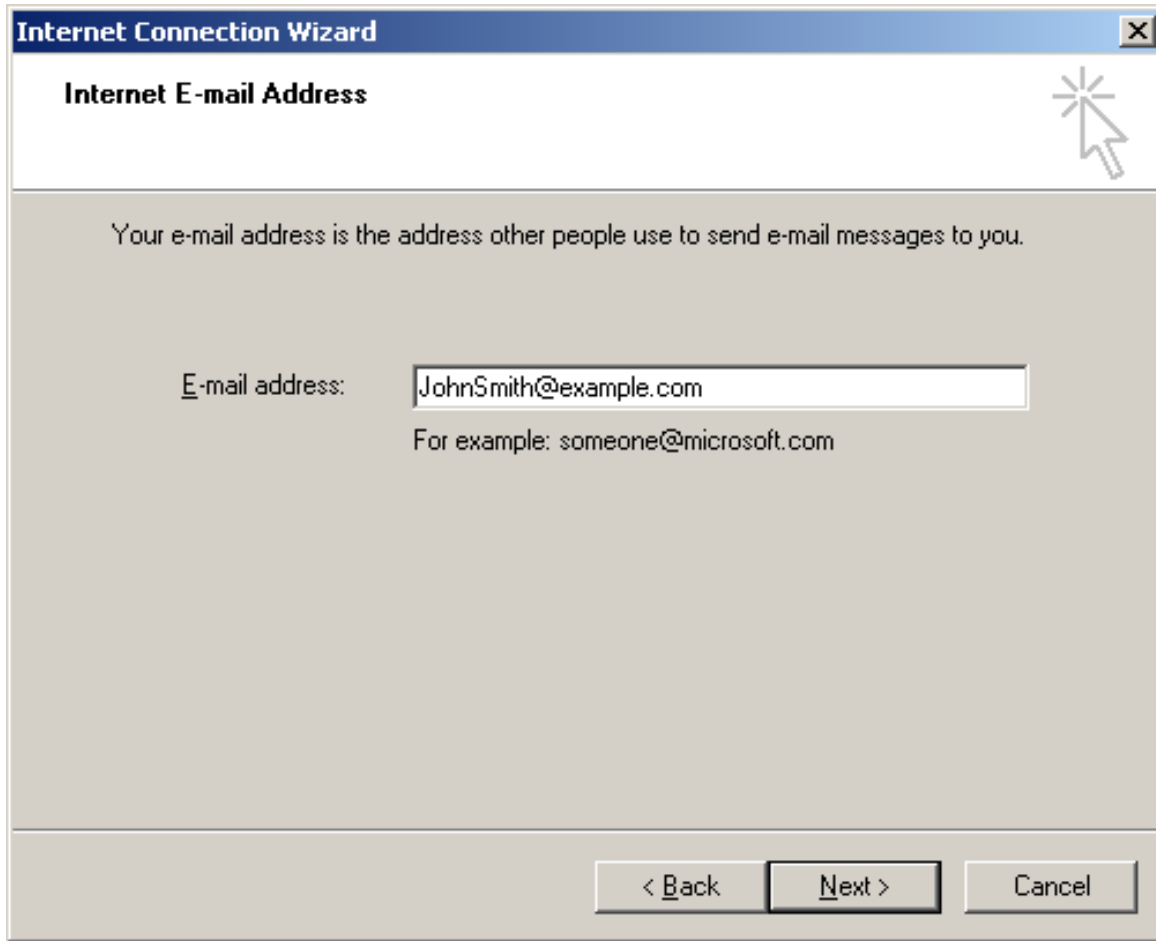 Internet Connection Wizard
Internet E-mail Address
Your e-mail address is the address other people use to send e-mail messages to you.
E-mail address: JohnSmith@example.com
For example: someone@microsoft.com
< Back Next > Cancel